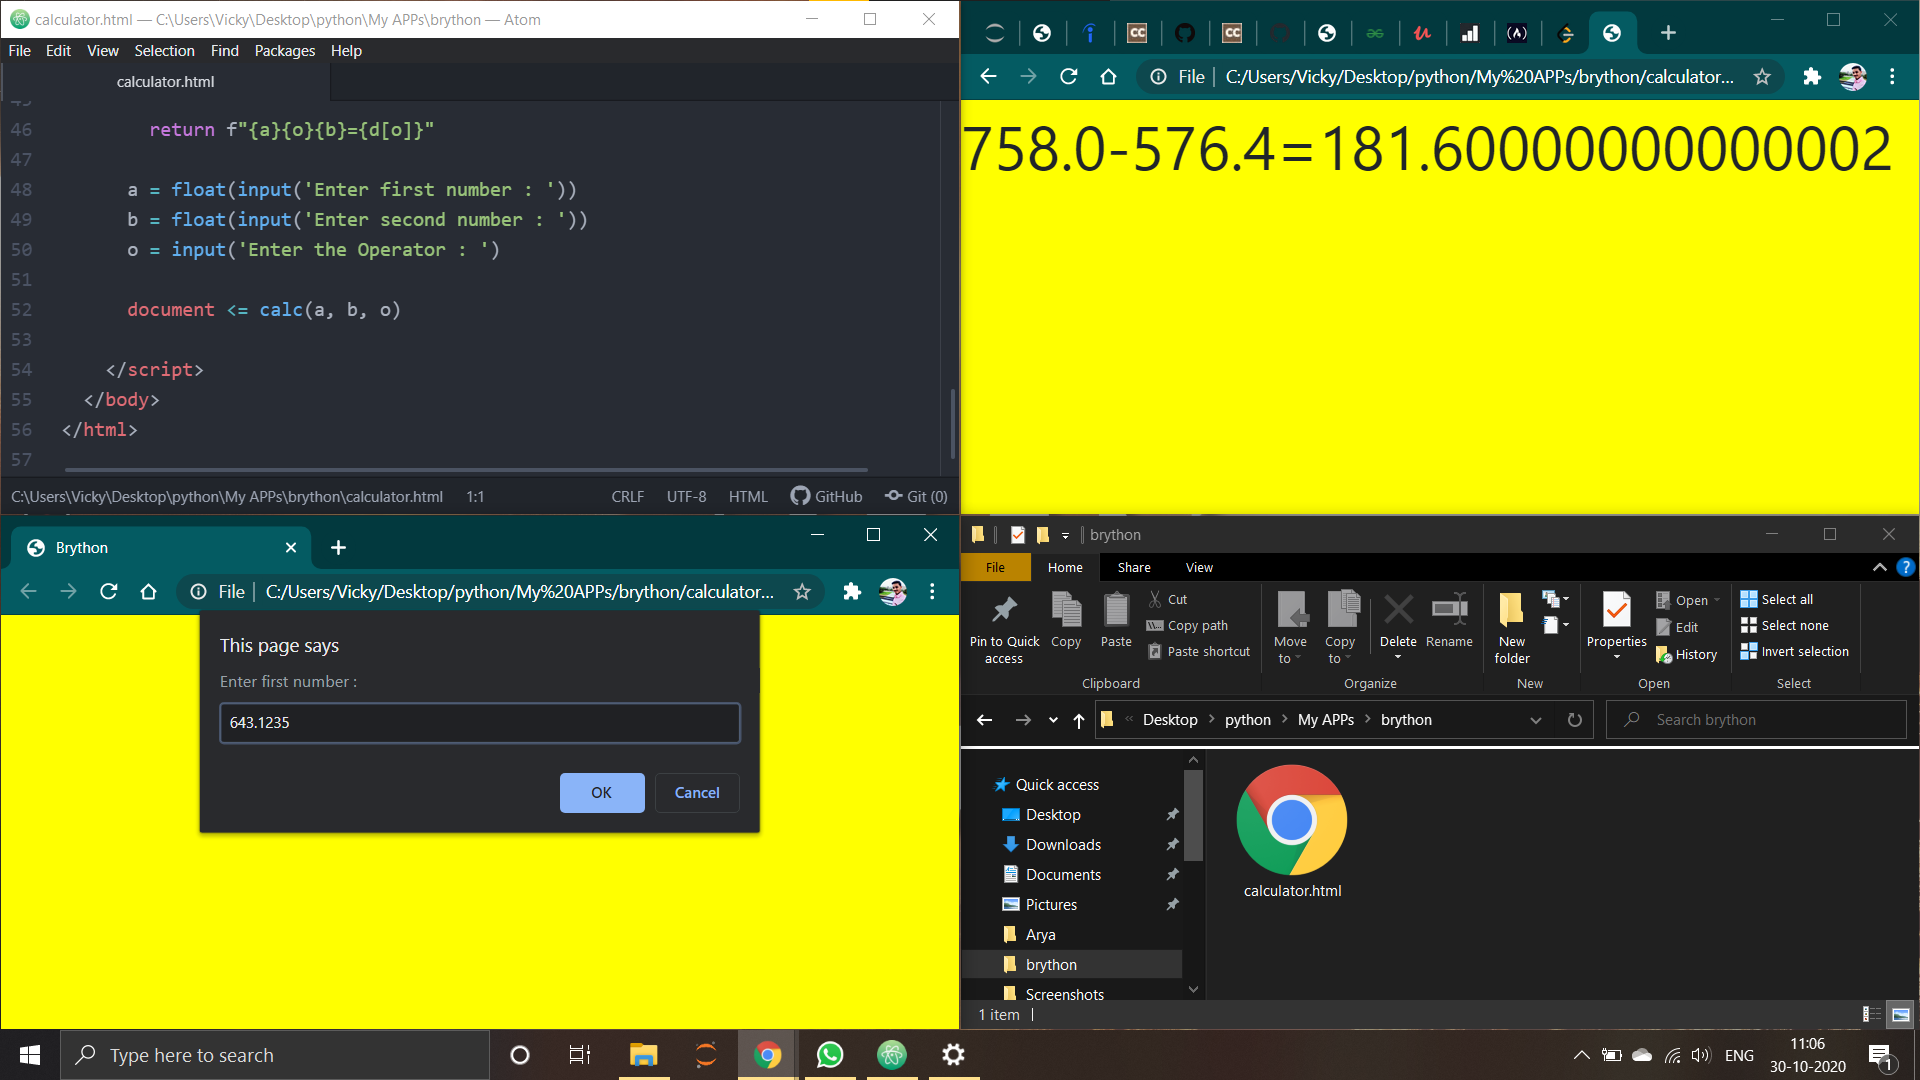 calculator.html — C:\Users\Vicky\Desktop\python\My APPs\brython — Atom
File Edit View Selection Find Packages Help
calculator.html
46 return f"{a}{o}{b}={d[o]}"
47
48 a = float(input('Enter first number : '))
49 b = float(input('Enter second number : '))
50 o = input('Enter the Operator : ')
51
52 document <= calc(a, b, o)
53
54 </script>
55 </body>
56 </html>
57
C:\Users\Vicky\Desktop\python\My APPs\brython\calculator.html 1:1 CRLF UTF-8 HTML GitHub Git (0)
CC CC
File C:/Users/Vicky/Desktop/python/My%20APPs/brython/calculator...
758.0-576.4=181.60000000000002
Brython
File C:/Users/Vicky/Desktop/python/My%20APPs/brython/calculator...
This page says
Enter first number :
643.1235
OK Cancel
brython
File Home Share View
Pin to Quick access
Copy
Paste
Cut
Copy path
Paste shortcut
Clipboard
Move to
Copy to
Delete
Rename
Organize
New folder
New
Properties
Open
Edit
History
Open
Select all
Select none
Invert selection
Select
« Desktop > python > My APPs > brython
Search brython
Quick access
Desktop
Downloads
Documents
Pictures
Arya
brython
Screenshots
calculator.html
1 item
Type here to search
ENG
11:06
30-10-2020
1